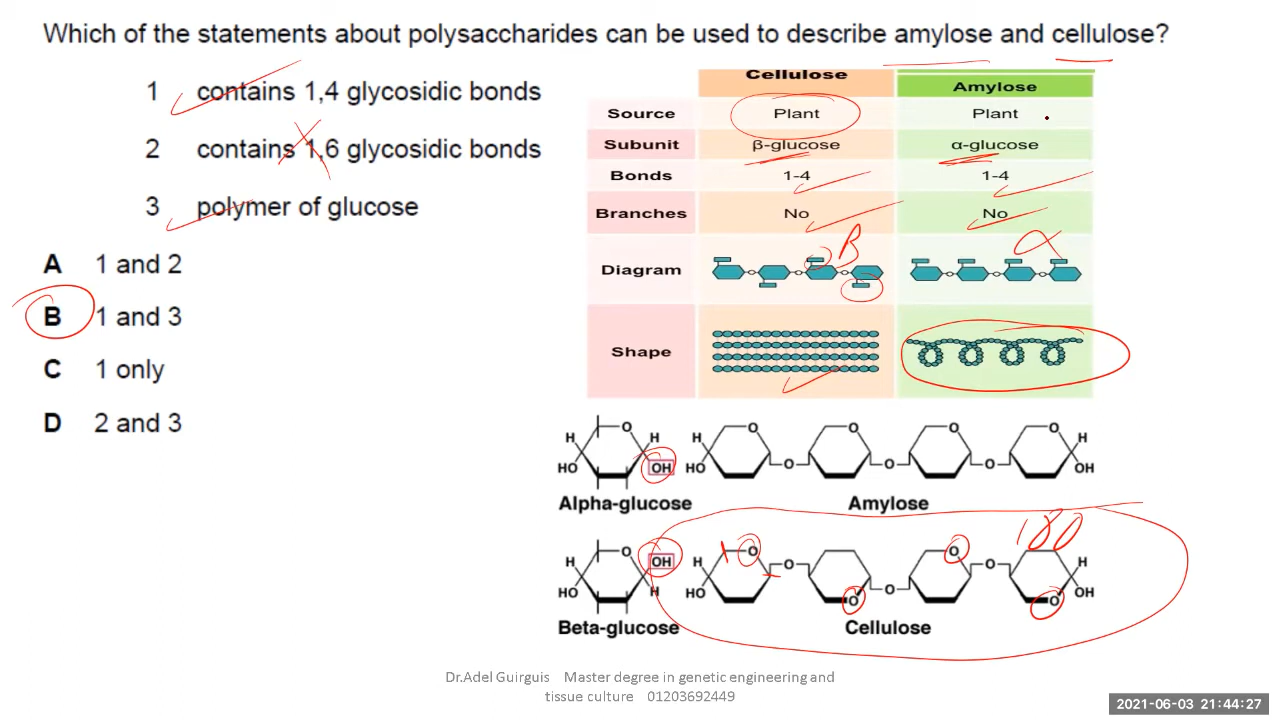 Which of the statements about polysaccharides can be used to describe amylose and cellulose?
1 contains 1,4 glycosidic bonds
2 contains 1,6 glycosidic bonds
3 polymer of glucose
A 1 and 2
B 1 and 3
C 1 only
D 2 and 3
Cellulose Amylose
Source Plant Plant
Subunit β-glucose α-glucose
Bonds 1-4 1-4
Branches No No
Diagram β α
Shape
O O O O O
H H H H
HO OH HO O O O OH
Alpha-glucose Amylose
180
O OH O O O O
H H H
HO H HO O O O OH
Beta-glucose Cellulose
Dr.Adel Guirguis Master degree in genetic engineering and
tissue culture 01203692449
2021-06-03 21:44:27